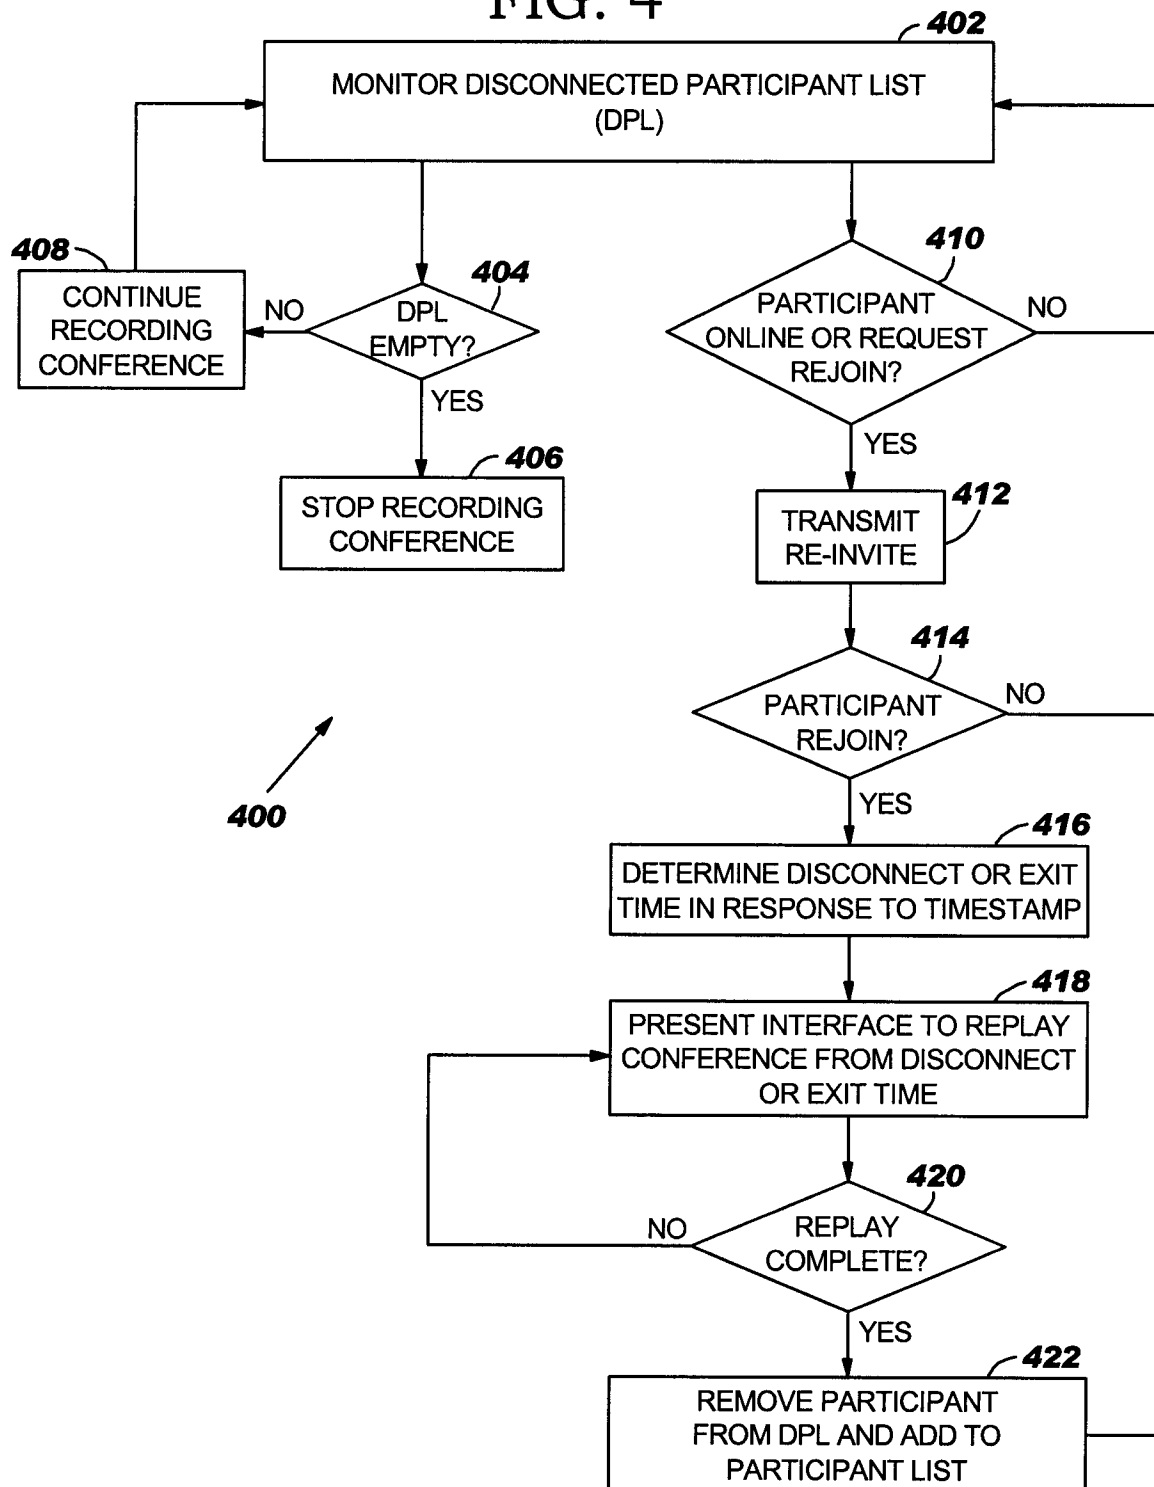 FIG. 4
402
MONITOR DISCONNECTED PARTICIPANT LIST
(DPL)
408
CONTINUE
RECORDING
CONFERENCE
NO
404
DPL
EMPTY?
YES
406
STOP RECORDING
CONFERENCE
410
PARTICIPANT
ONLINE OR REQUEST
REJOIN?
NO
YES
412
TRANSMIT
RE-INVITE
414
PARTICIPANT
REJOIN?
NO
YES
400
416
DETERMINE DISCONNECT OR EXIT
TIME IN RESPONSE TO TIMESTAMP
418
PRESENT INTERFACE TO REPLAY
CONFERENCE FROM DISCONNECT
OR EXIT TIME
420
REPLAY
COMPLETE?
NO
YES
422
REMOVE PARTICIPANT
FROM DPL AND ADD TO
PARTICIPANT LIST